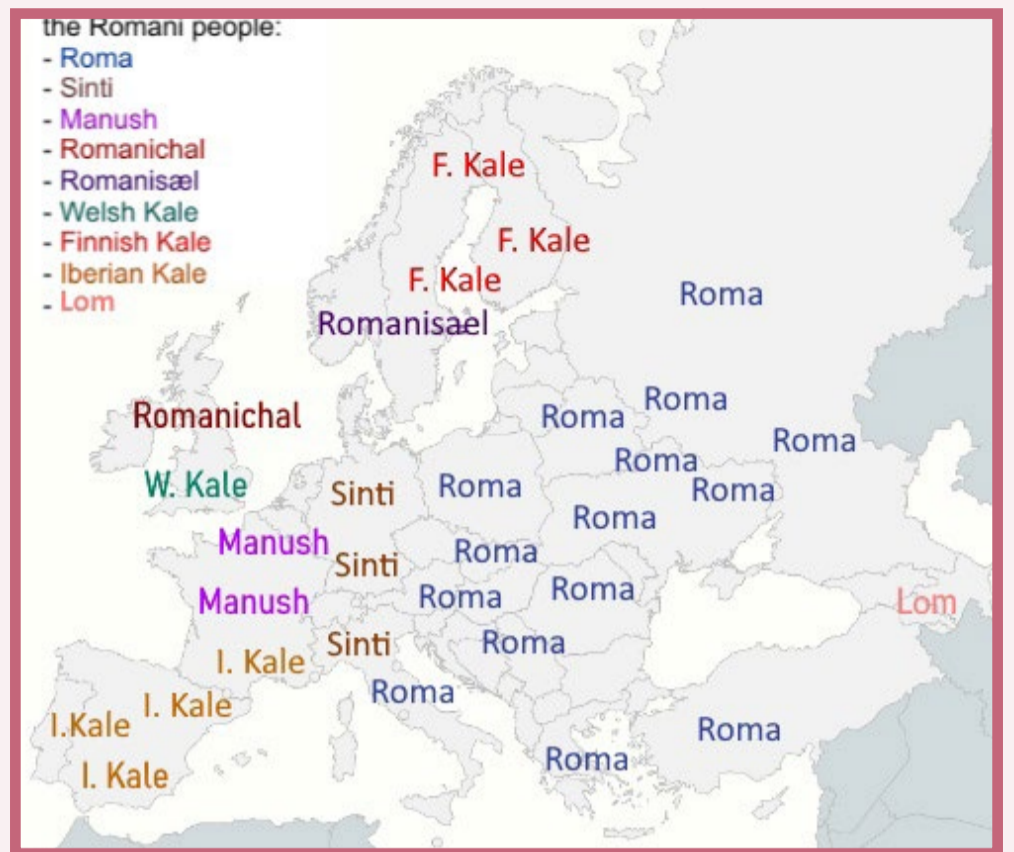 the Romani people:
- Roma
- Sinti
- Manush
- Romanichal
- Romanisæl
- Welsh Kale
- Finnish Kale
- Iberian Kale
- Lom
F. Kale
F. Kale
F. Kale
Roma
Romanisael
Roma
Romanichal
Roma
Roma
Roma
W. Kale
Sinti
Roma
Roma
Roma
Manush
Roma
Sinti
Manush
Roma
Roma
Lom
I. Kale
Sinti
Roma
Roma
I. Kale
I.Kale
Roma
Roma
I. Kale